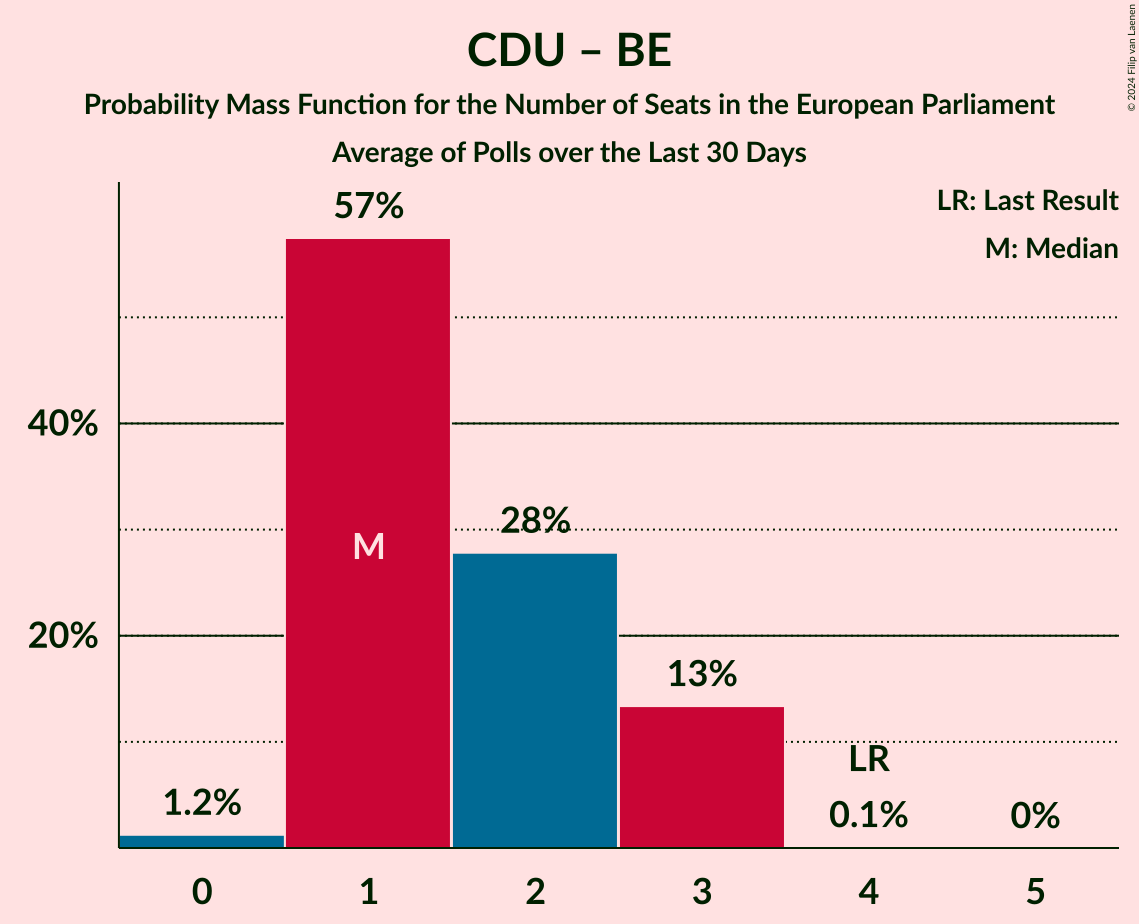 CDU – BE
Probability Mass Function for the Number of Seats in the European Parliament
Average of Polls over the Last 30 Days
© 2024 Filip van Laenen
LR: Last Result
M: Median
57%
40%
28%
M
20%
13%
LR
1.2%
0.1%
0%
0 1 2 3 4 5